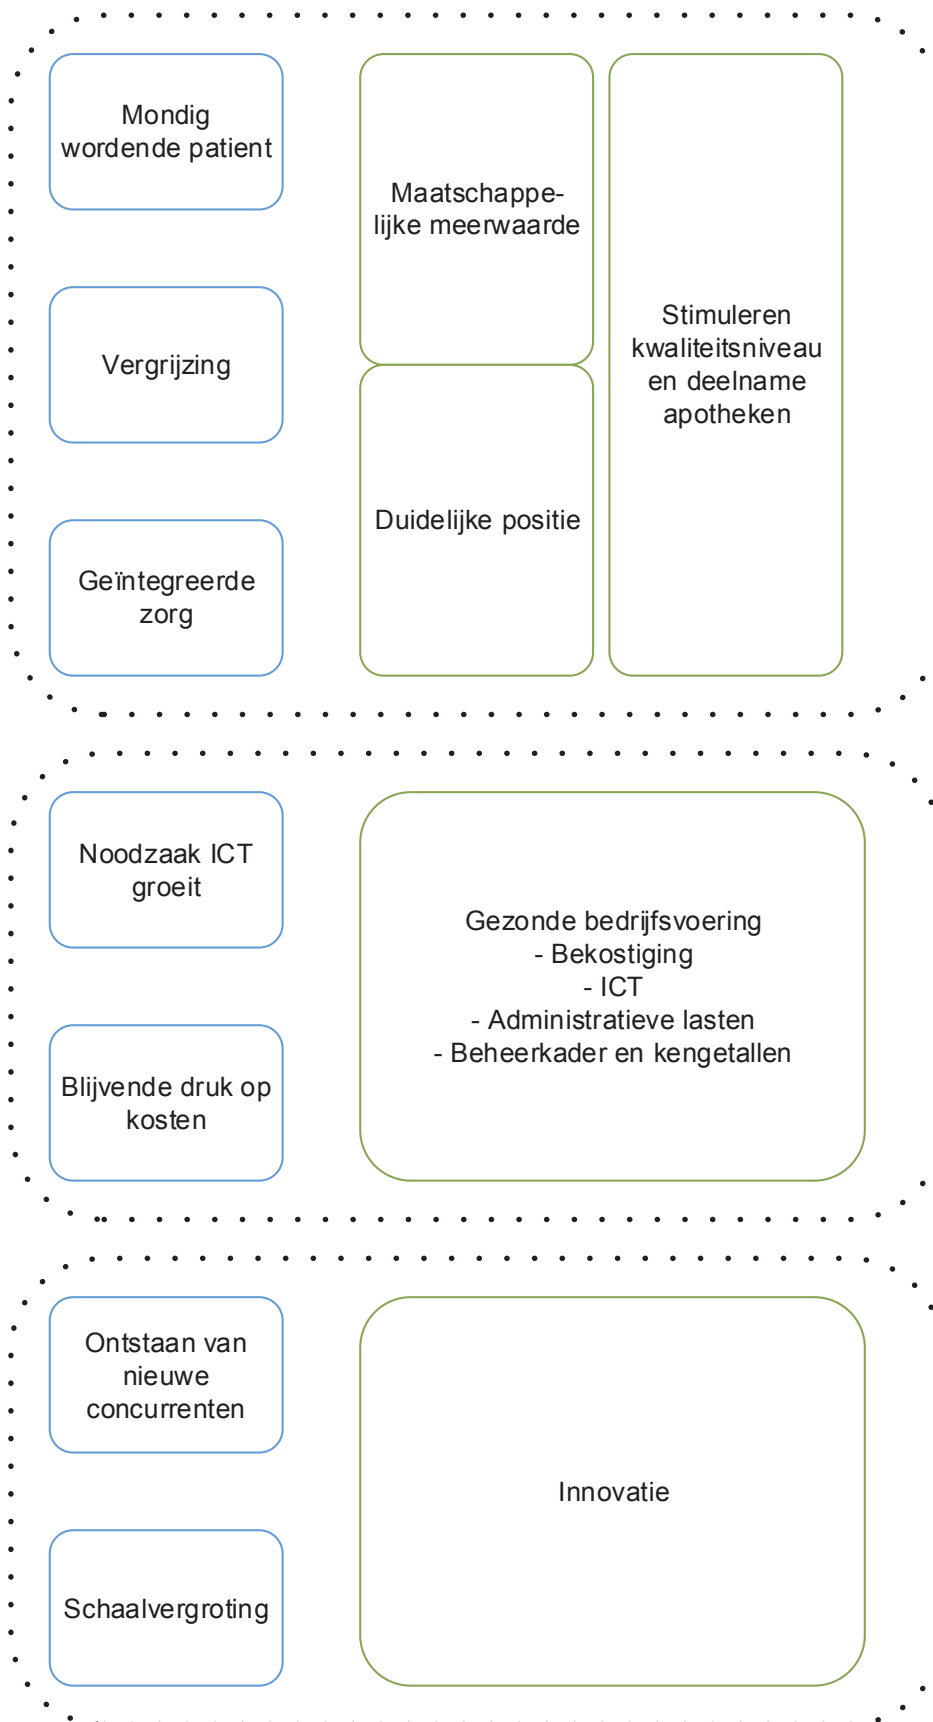 Mondig
wordende patient
Maatschappe-
lijke meerwaarde
Stimuleren
kwaliteitsniveau
en deelname
apotheken
Vergrijzing
Duidelijke positie
Geïntegreerde
zorg
Noodzaak ICT
groeit
Gezonde bedrijfsvoering
- Bekostiging
- ICT
- Administratieve lasten
- Beheerkader en kengetallen
Blijvende druk op
kosten
Ontstaan van
nieuwe
concurrenten
Innovatie
Schaalvergroting